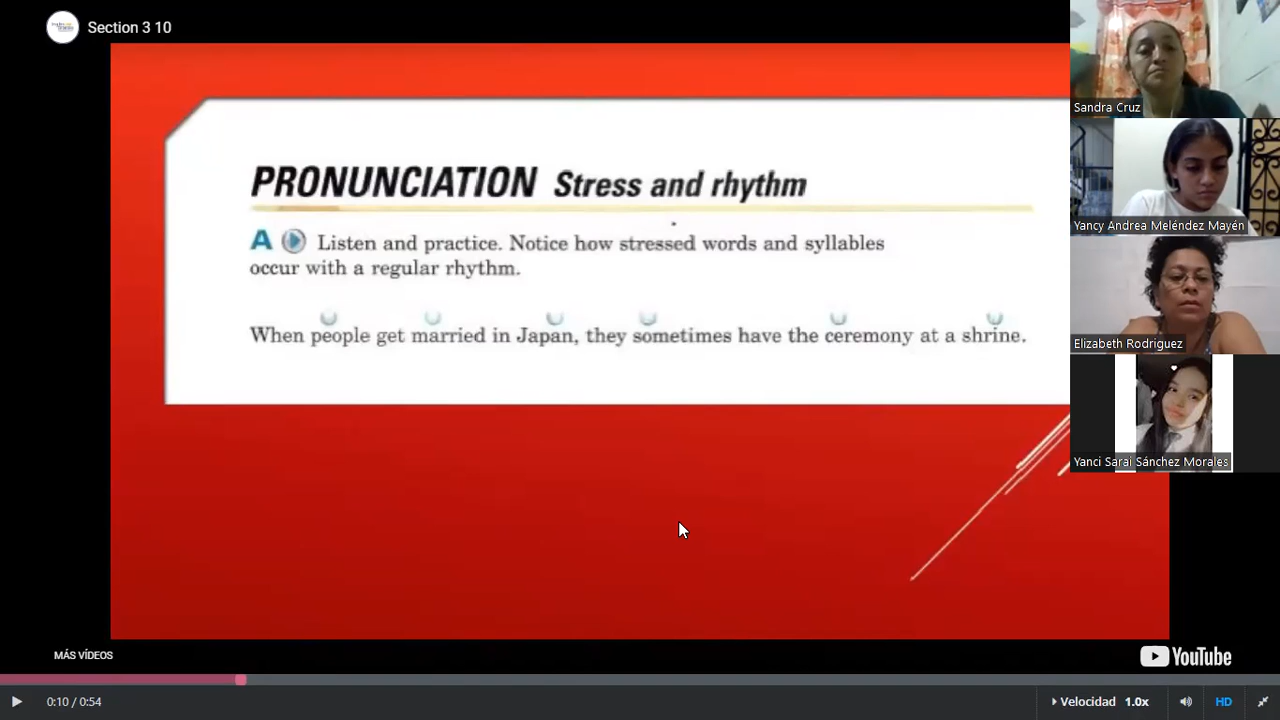 Section 3 10
PRONUNCIATION Stress and rhythm
A Listen and practice. Notice how stressed words and syllables
occur with a regular rhythm.
When people get married in Japan, they sometimes have the ceremony at a shrine.
Sandra Cruz
Yancy Andrea Meléndez Mayén
Elizabeth Rodriguez
Yanci Sarai Sánchez Morales
MÁS VÍDEOS
YouTube
0:10 / 0:54
Velocidad 1.0x
HD